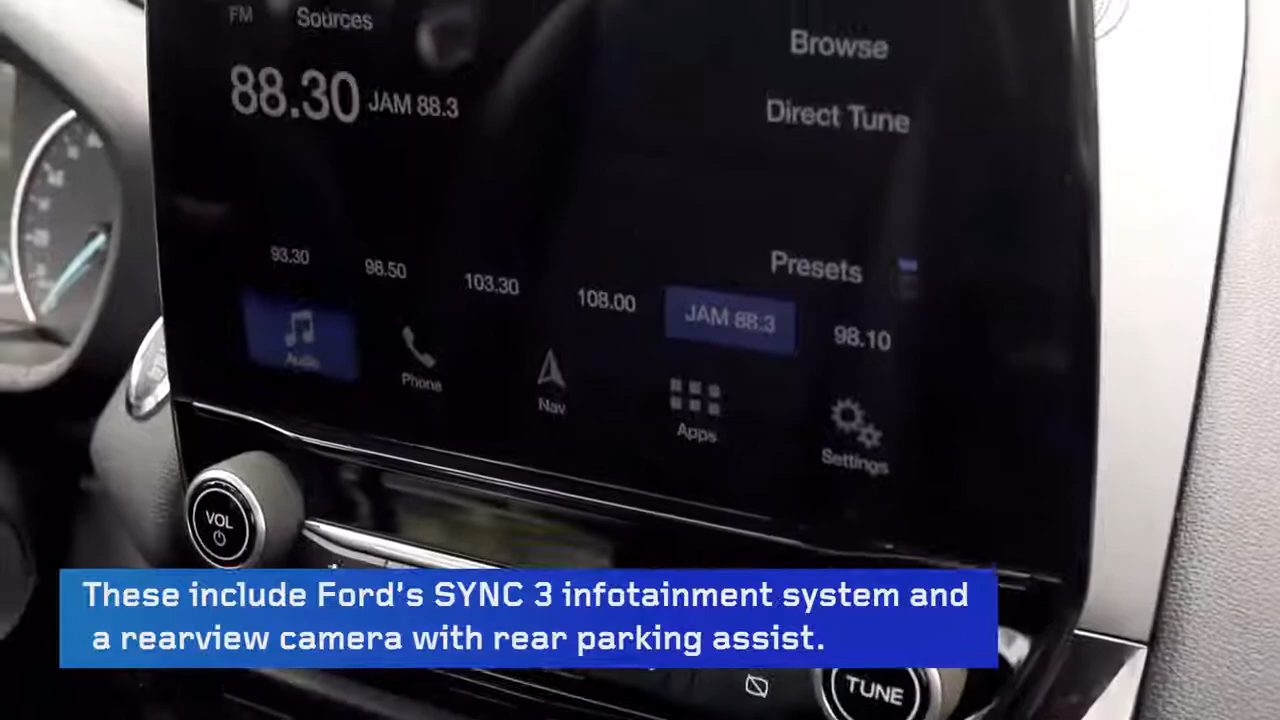 FM Sources
88.30 JAM 88.3
Browse
Direct Tune
Presets
93.30 98.50 103.30 108.00 JAM 88.3 98.10
Audio Phone Nav Apps Settings
VOL
These include Ford's SYNC 3 infotainment system and
a rearview camera with rear parking assist.
TUNE